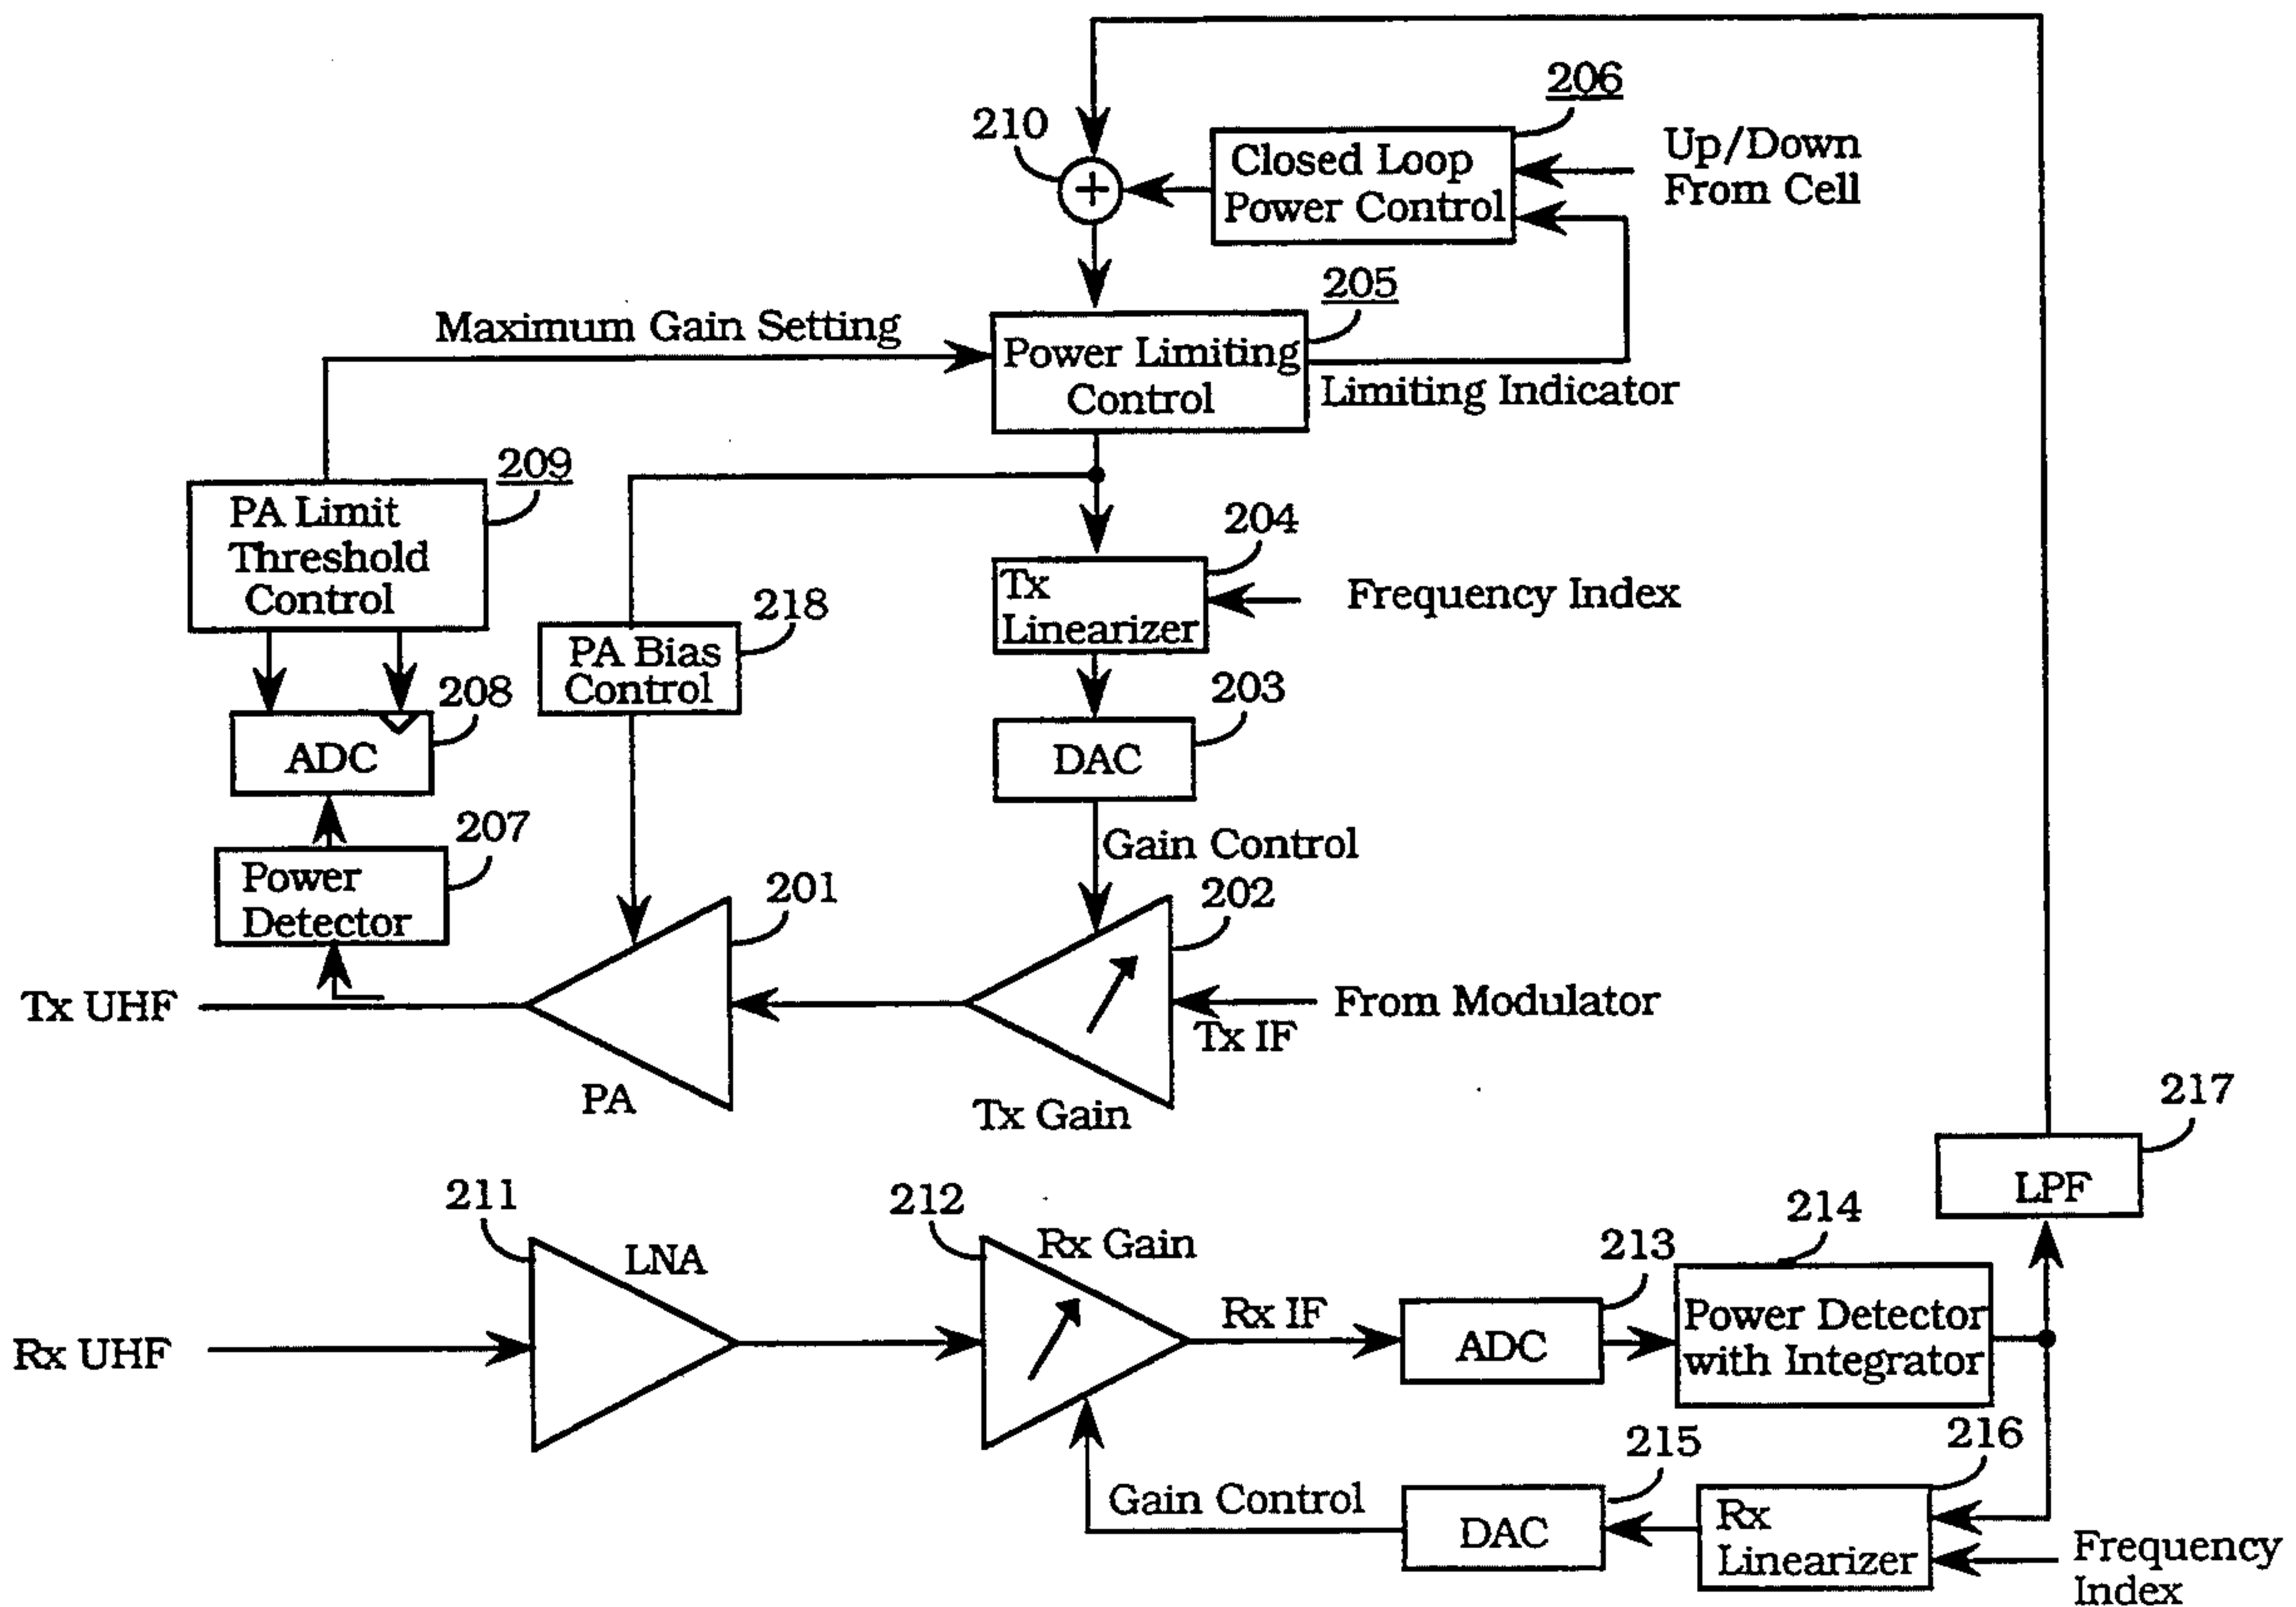 206
210
Closed Loop
Power Control
Up/Down
From Cell
205
Maximum Gain Setting
Power Limiting
Control
Limiting Indicator
209
PA Limit
Threshold
Control
204
Tx
Linearizer
Frequency Index
218
PA Bias
Control
208
ADC
203
DAC
207
Power
Detector
Gain Control
201
202
Tx UHF
From Modulator
Tx IF
PA
Tx Gain
217
LPF
211
LNA
212
Rx Gain
214
213
Rx UHF
Rx IF
ADC
Power Detector
with Integrator
215
216
Gain Control
DAC
Rx
Linearizer
Frequency
Index